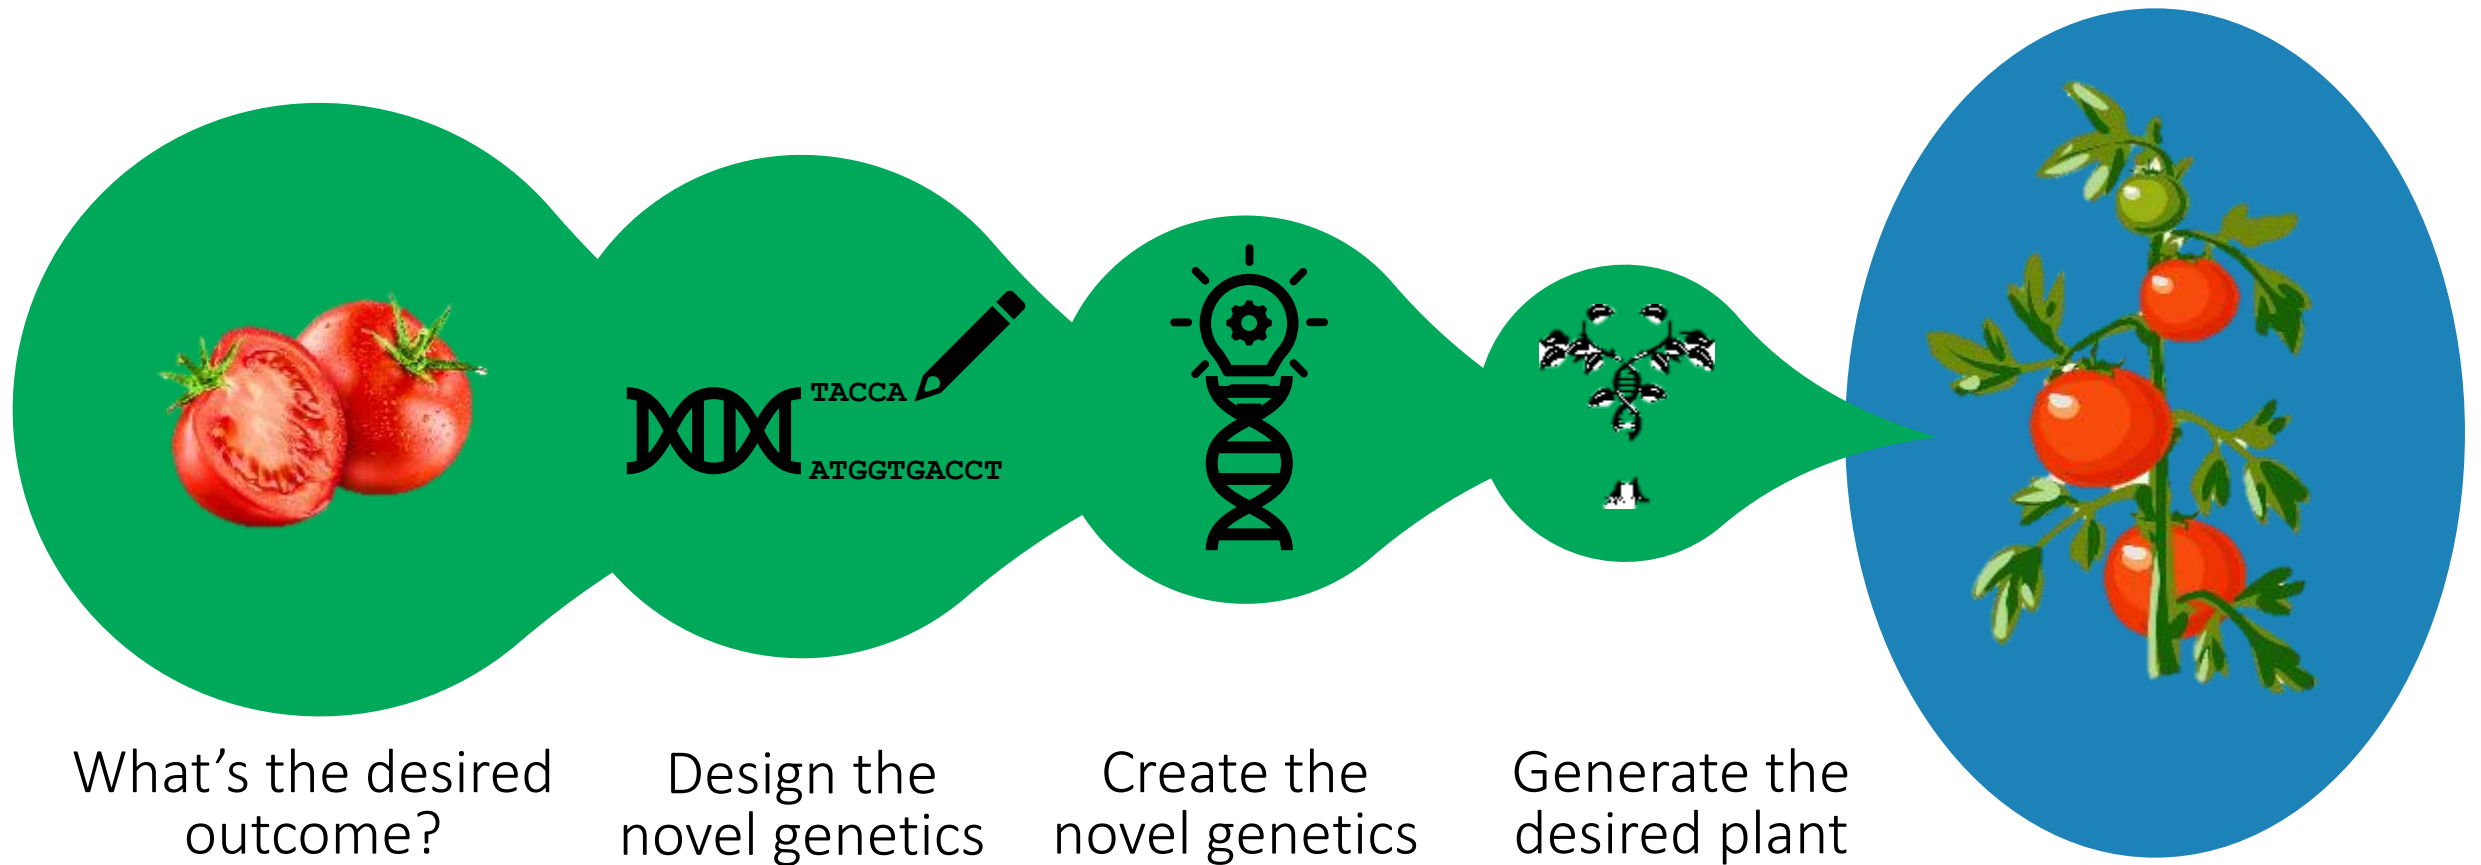 TACCA
ATGGTGACCT
What’s the desired
outcome?
Design the
novel genetics
Create the
novel genetics
Generate the
desired plant